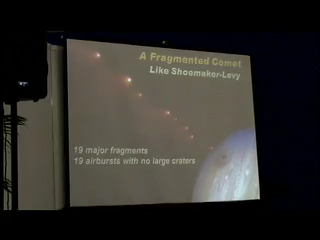 A Fragmented Comet
Like Shoemaker-Levy
19 major fragments
19 airbursts with no large craters